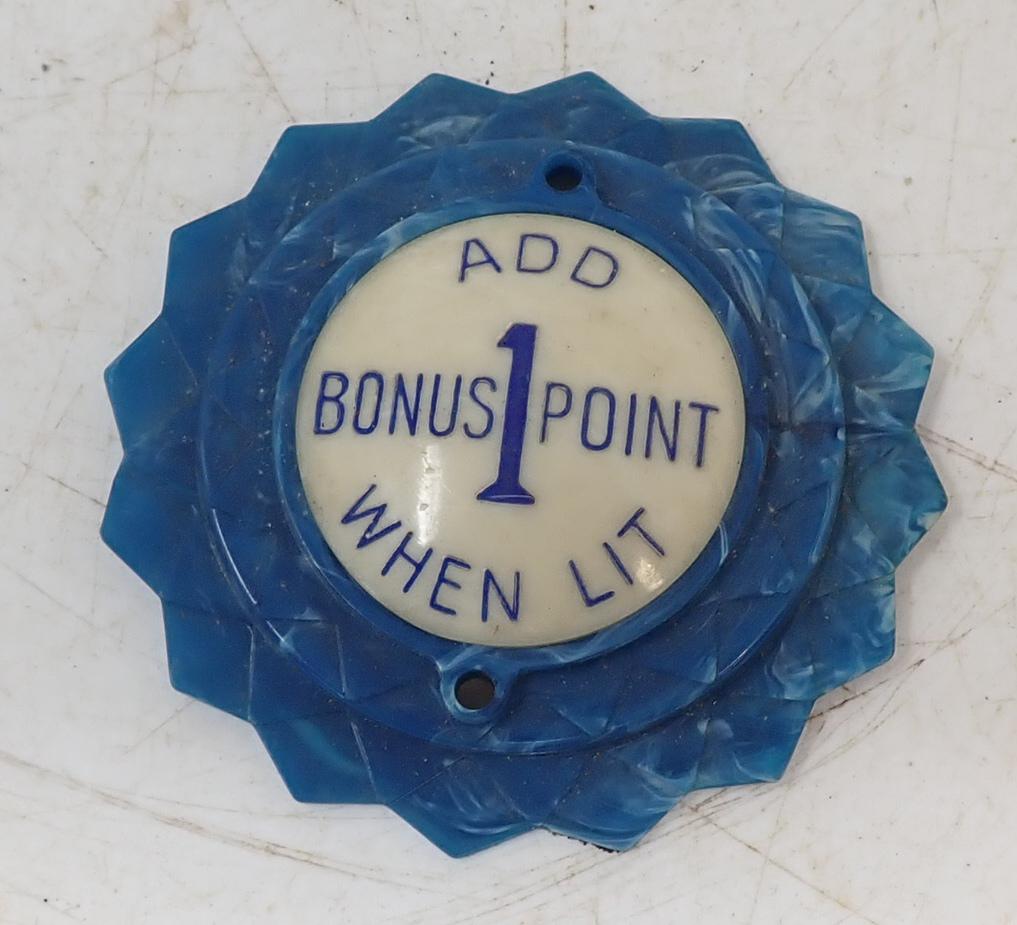 ADD
BONUS 1 POINT
WHEN LIT